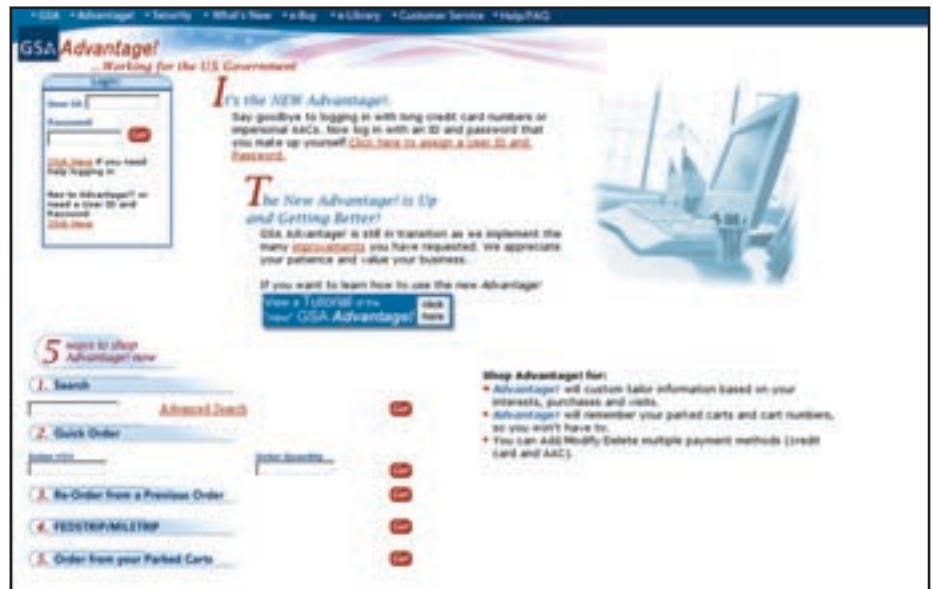 • GSA • Advantage! • Security • What's New • e-Buy • e-Library • Customer Service • Help/FAQ
GSA Advantage!
...Working for the US Government
Login
User ID:
Password:
Go!
Click Here if you need
help logging in
New to Advantage!? or
need a User ID and
Password
Click Here
It's the NEW Advantage!.
Say goodbye to logging in with long credit card numbers or
impersonal AACs. Now log in with an ID and password that
you make up yourself. Click here to assign a User ID and
Password.
The New Advantage! is Up
and Getting Better!
GSA Advantage! is still in transition as we implement the
many improvements you have requested. We appreciate
your patience and value your business.
If you want to learn how to use the new Advantage!
View a Tutorial of the
"new" GSA Advantage!
click
here
5 ways to shop
Advantage! now
1. Search
Advanced Search
Go!
2. Quick Order
Enter Quantity
Go!
3. Re-Order from a Previous Order
Go!
4. FEDSTRIP/MILSTRIP
Go!
5. Order from your Parked Carts
Go!
Shop Advantage! for:
• Advantage! will custom tailor information based on your
interests, purchases and visits.
• Advantage! will remember your parked carts and cart numbers,
so you won't have to.
• You can Add/Modify/Delete multiple payment methods (credit
card and AAC).